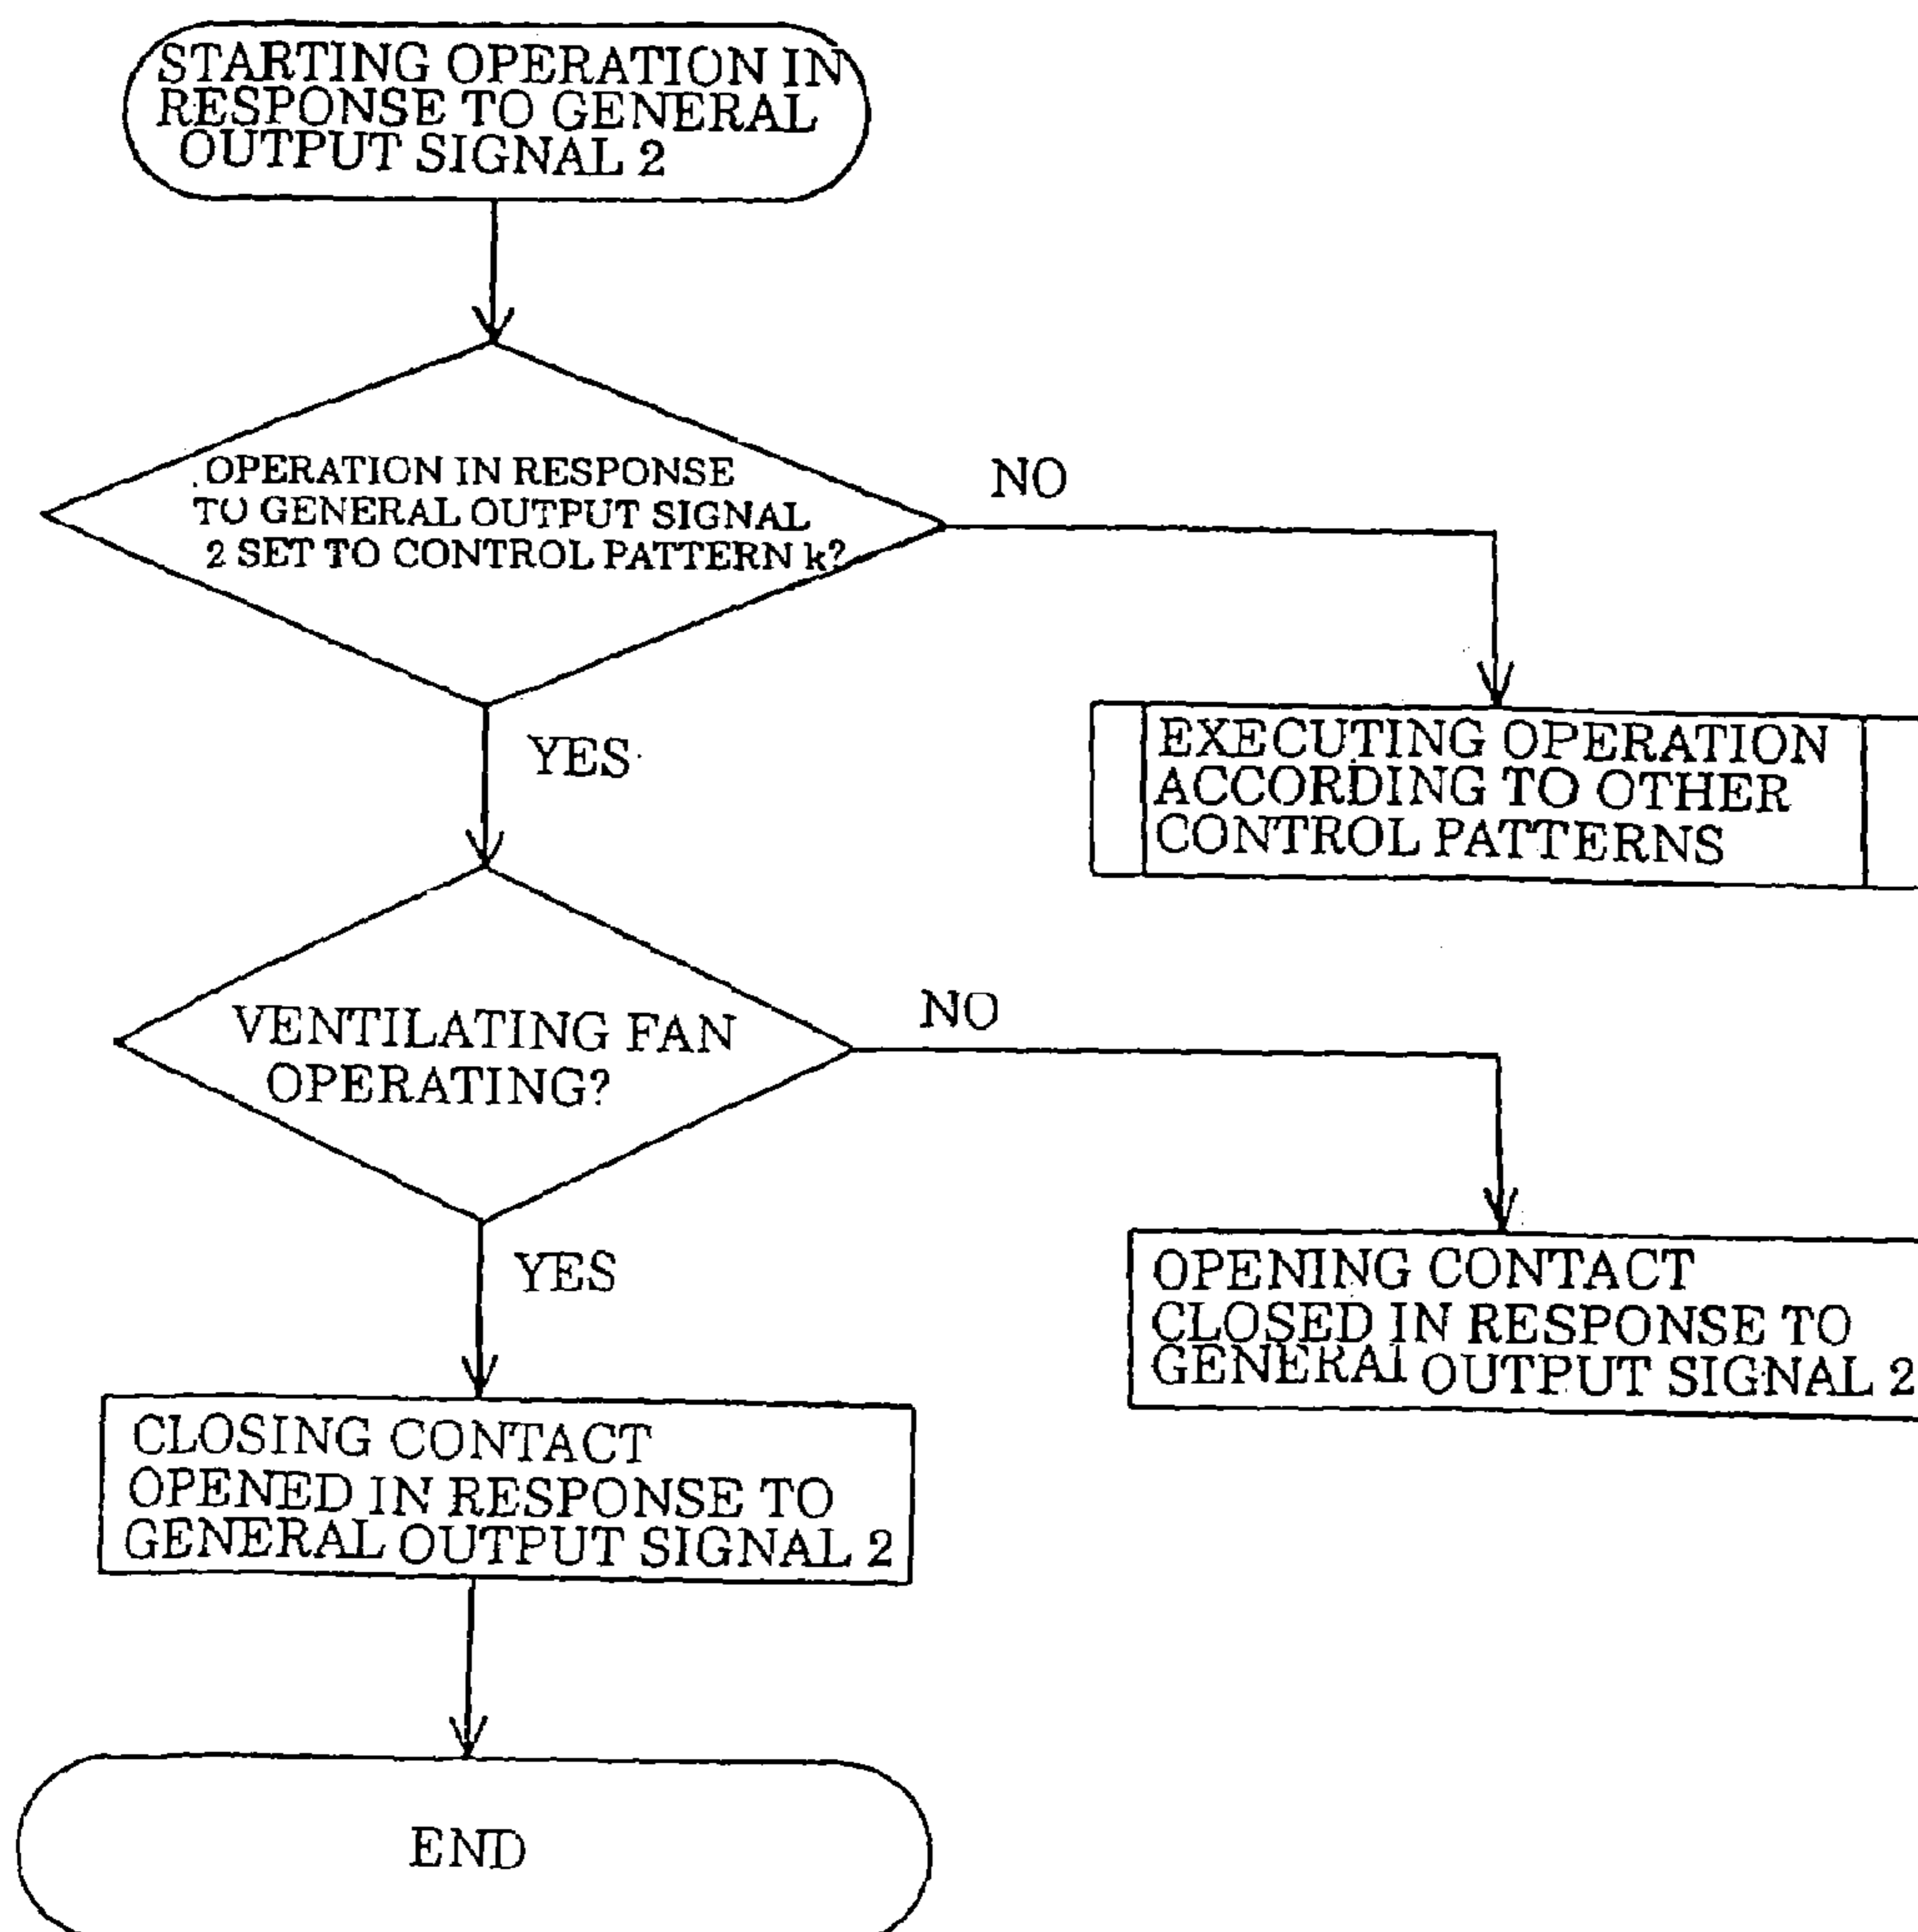 STARTING OPERATION IN
RESPONSE TO GENERAL
OUTPUT SIGNAL 2
OPERATION IN RESPONSE
TO GENERAL OUTPUT SIGNAL
2 SET TO CONTROL PATTERN k?
NO
YES
EXECUTING OPERATION
ACCORDING TO OTHER
CONTROL PATTERNS
VENTILATING FAN
OPERATING?
NO
YES
OPENING CONTACT
CLOSED IN RESPONSE TO
GENERAL OUTPUT SIGNAL 2
CLOSING CONTACT
OPENED IN RESPONSE TO
GENERAL OUTPUT SIGNAL 2
END